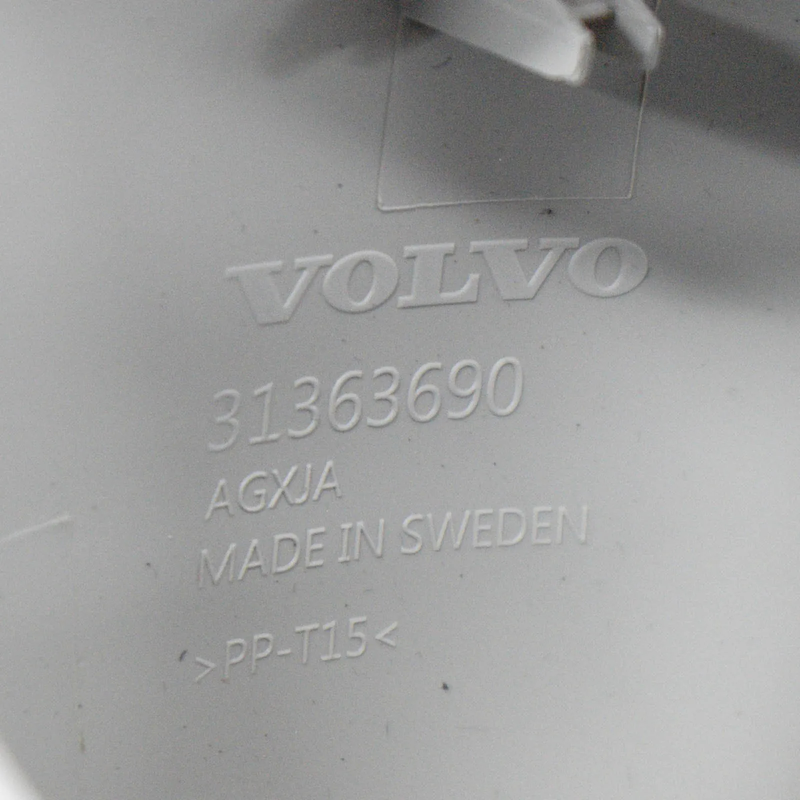 VOLVO
31363690
AGXJA
MADE IN SWEDEN
>PP-T15<